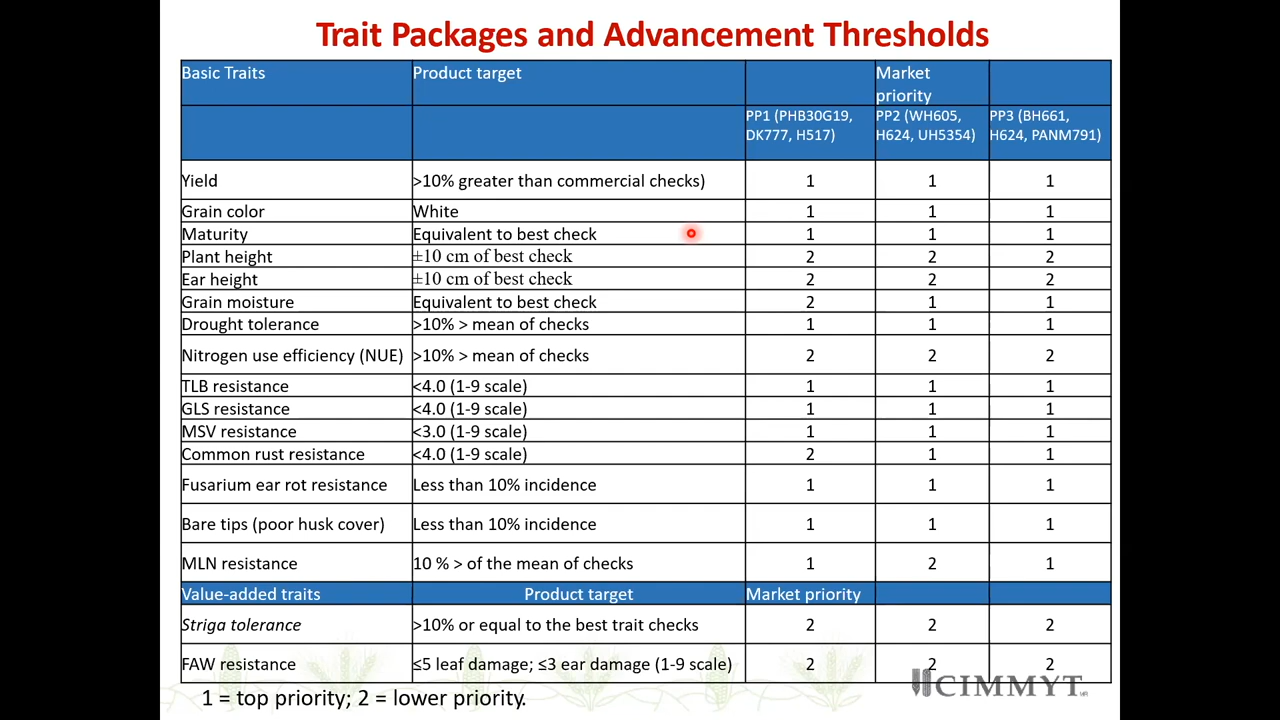 Trait Packages and Advancement Thresholds
Basic Traits Product target Market priority
PP1 (PHB30G19, DK777, H517) PP2 (WH605, H624, UH5354) PP3 (BH661, H624, PANM791)
Yield >10% greater than commercial checks) 1 1 1
Grain color White 1 1 1
Maturity Equivalent to best check 1 1 1
Plant height ±10 cm of best check 2 2 2
Ear height ±10 cm of best check 2 2 2
Grain moisture Equivalent to best check 2 1 1
Drought tolerance >10% > mean of checks 1 1 1
Nitrogen use efficiency (NUE) >10% > mean of checks 2 2 2
TLB resistance <4.0 (1-9 scale) 1 1 1
GLS resistance <4.0 (1-9 scale) 1 1 1
MSV resistance <3.0 (1-9 scale) 1 1 1
Common rust resistance <4.0 (1-9 scale) 2 1 1
Fusarium ear rot resistance Less than 10% incidence 1 1 1
Bare tips (poor husk cover) Less than 10% incidence 1 1 1
MLN resistance 10 % > of the mean of checks 1 2 1
Value-added traits Product target Market priority
Striga tolerance >10% or equal to the best trait checks 2 2 2
FAW resistance ≤5 leaf damage; ≤3 ear damage (1-9 scale) 2 2 2
CIMMYT
1 = top priority; 2 = lower priority.